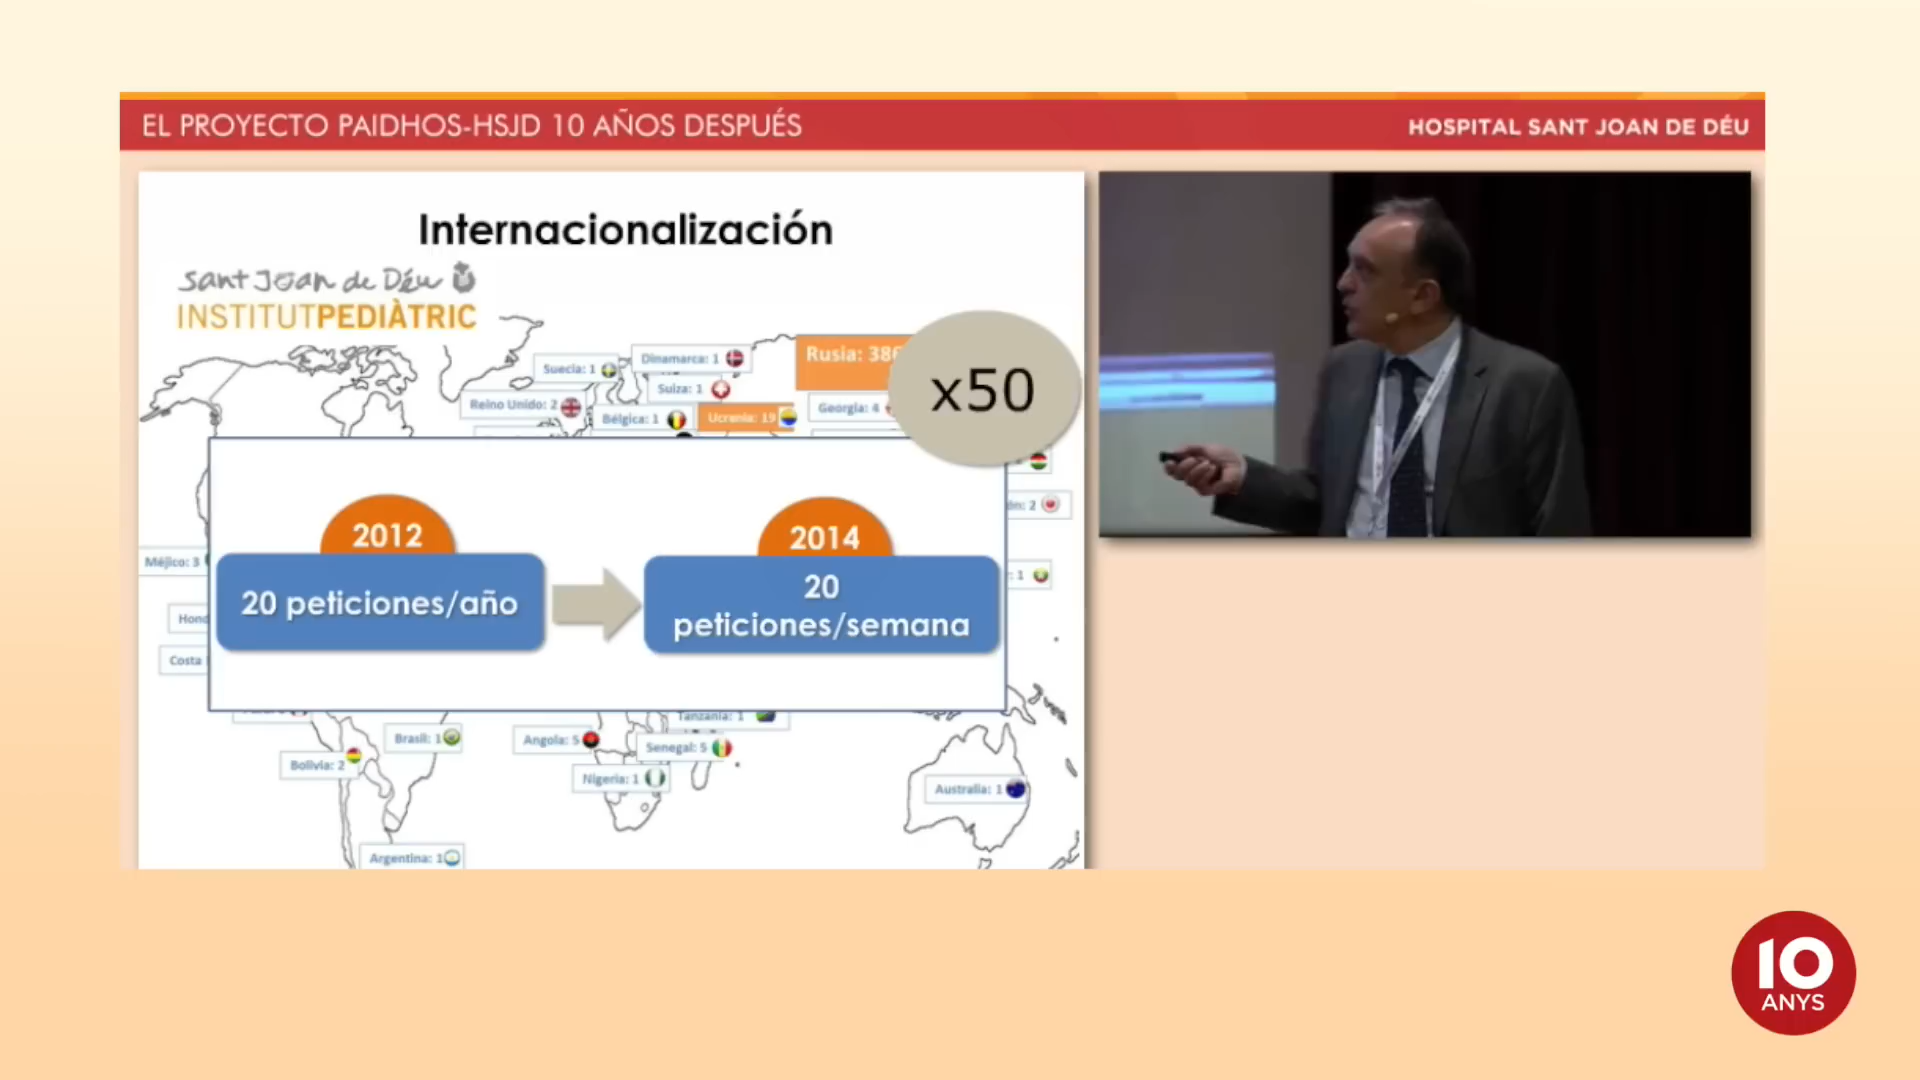 EL PROYECTO PAIDHOS-HSJD 10 AÑOS DESPUÉS
HOSPITAL SANT JOAN DE DÉU
Internacionalización
Sant Joan de Déu
INSTITUTPEDIÀTRIC
Suecia: 1
Dinamarca: 1
Suiza: 1
Reino Unido: 2
Bélgica: 1
Ucrania: 19
Rusia: 386
Georgia: 4
x50
2012
20 peticiones/año
2014
20
peticiones/semana
: 2
Méjico: 3
: 1
Hond
Costa
Tanzania: 1
Brasil: 1
Angola: 5
Senegal: 5
Bolivia: 2
Nigeria: 1
Australia: 1
Argentina: 1
10
ANYS